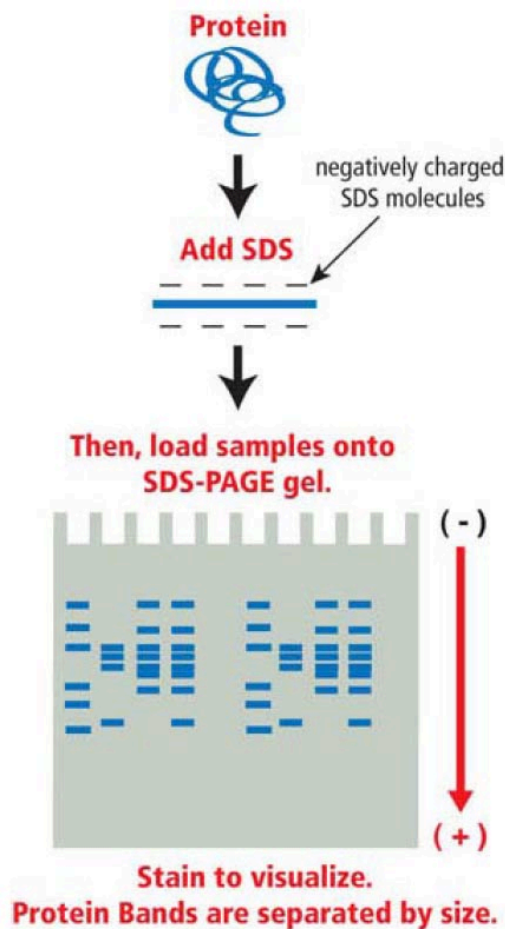 Protein
negatively charged
SDS molecules
Add SDS
Then, load samples onto
SDS-PAGE gel.
( - )
( + )
Stain to visualize.
Protein Bands are separated by size.